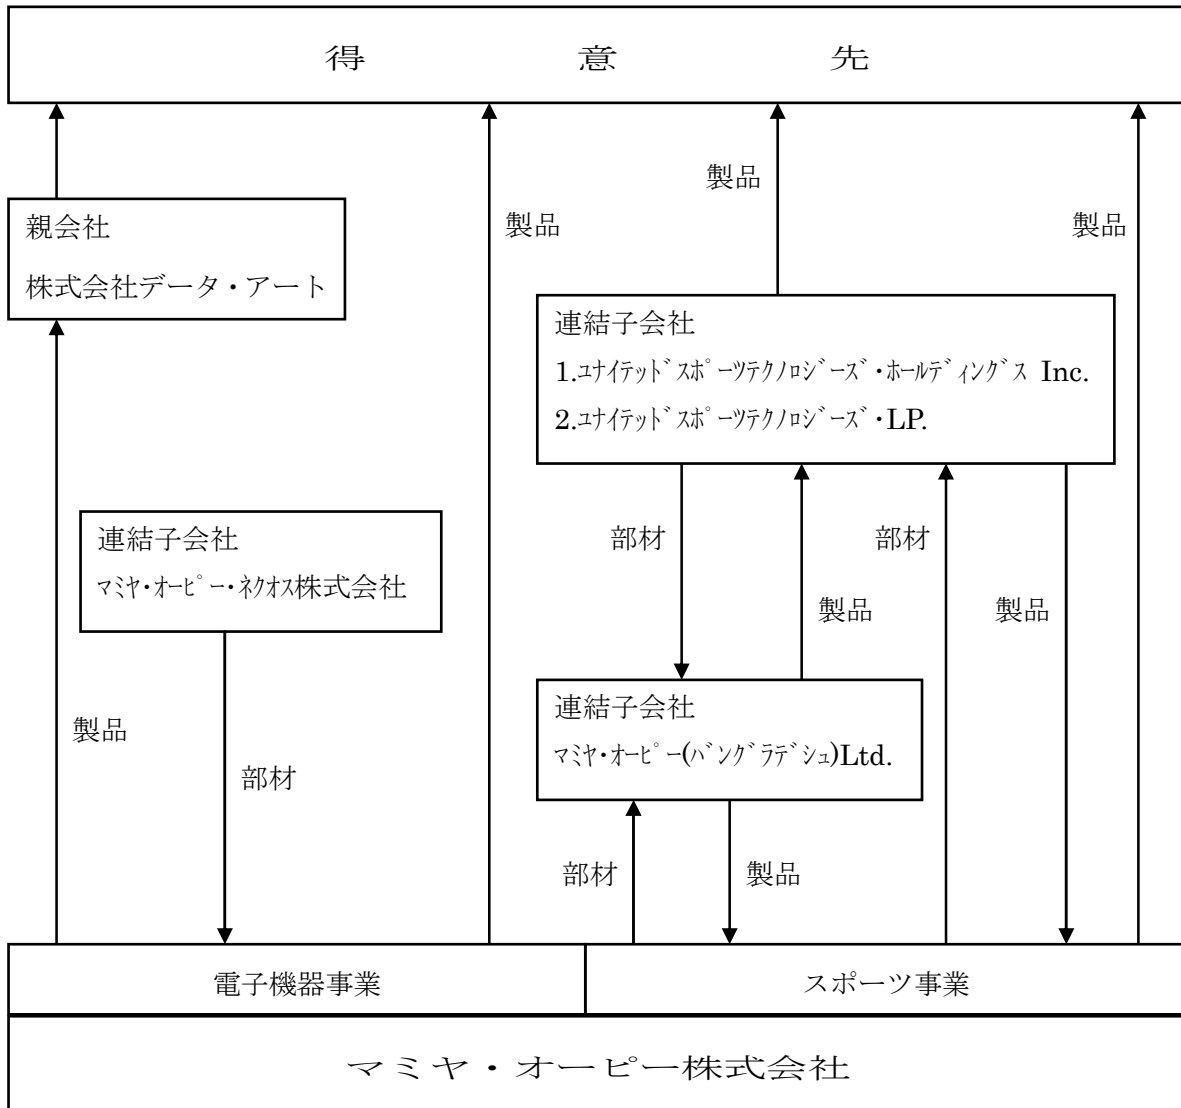 得意先
製品
親会社
株式会社データ・アート
製品
製品
連結子会社
1.ﾕﾅｲﾃｯﾄﾞｽﾎﾟｰﾂﾃｸﾉﾛｼﾞｰｽﾞ・ﾎｰﾙﾃﾞｨﾝｸﾞｽ Inc.
2.ﾕﾅｲﾃｯﾄﾞｽﾎﾟｰﾂﾃｸﾉﾛｼﾞｰｽﾞ・LP.
連結子会社
ﾏﾐﾔ・ｵｰﾋｰ・ﾈｸｵｽ株式会社
部材
部材
製品
製品
連結子会社
ﾏﾐﾔ・ｵｰﾋﾟｰ(ﾊﾞﾝｸﾞﾗﾃﾞｼｭ)Ltd.
製品
部材
部材
製品
電子機器事業
スポーツ事業
マミヤ・オーピー株式会社